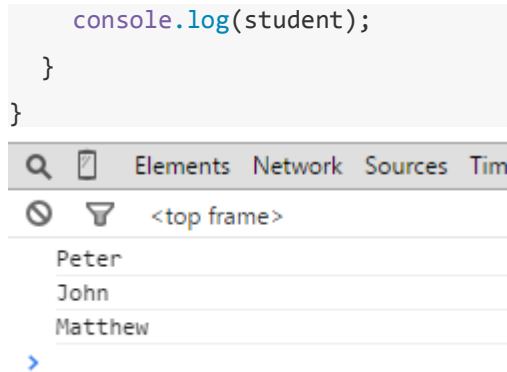 console.log(student);
}
}
Elements Network Sources Tim
<top frame>
Peter
John
Matthew
>